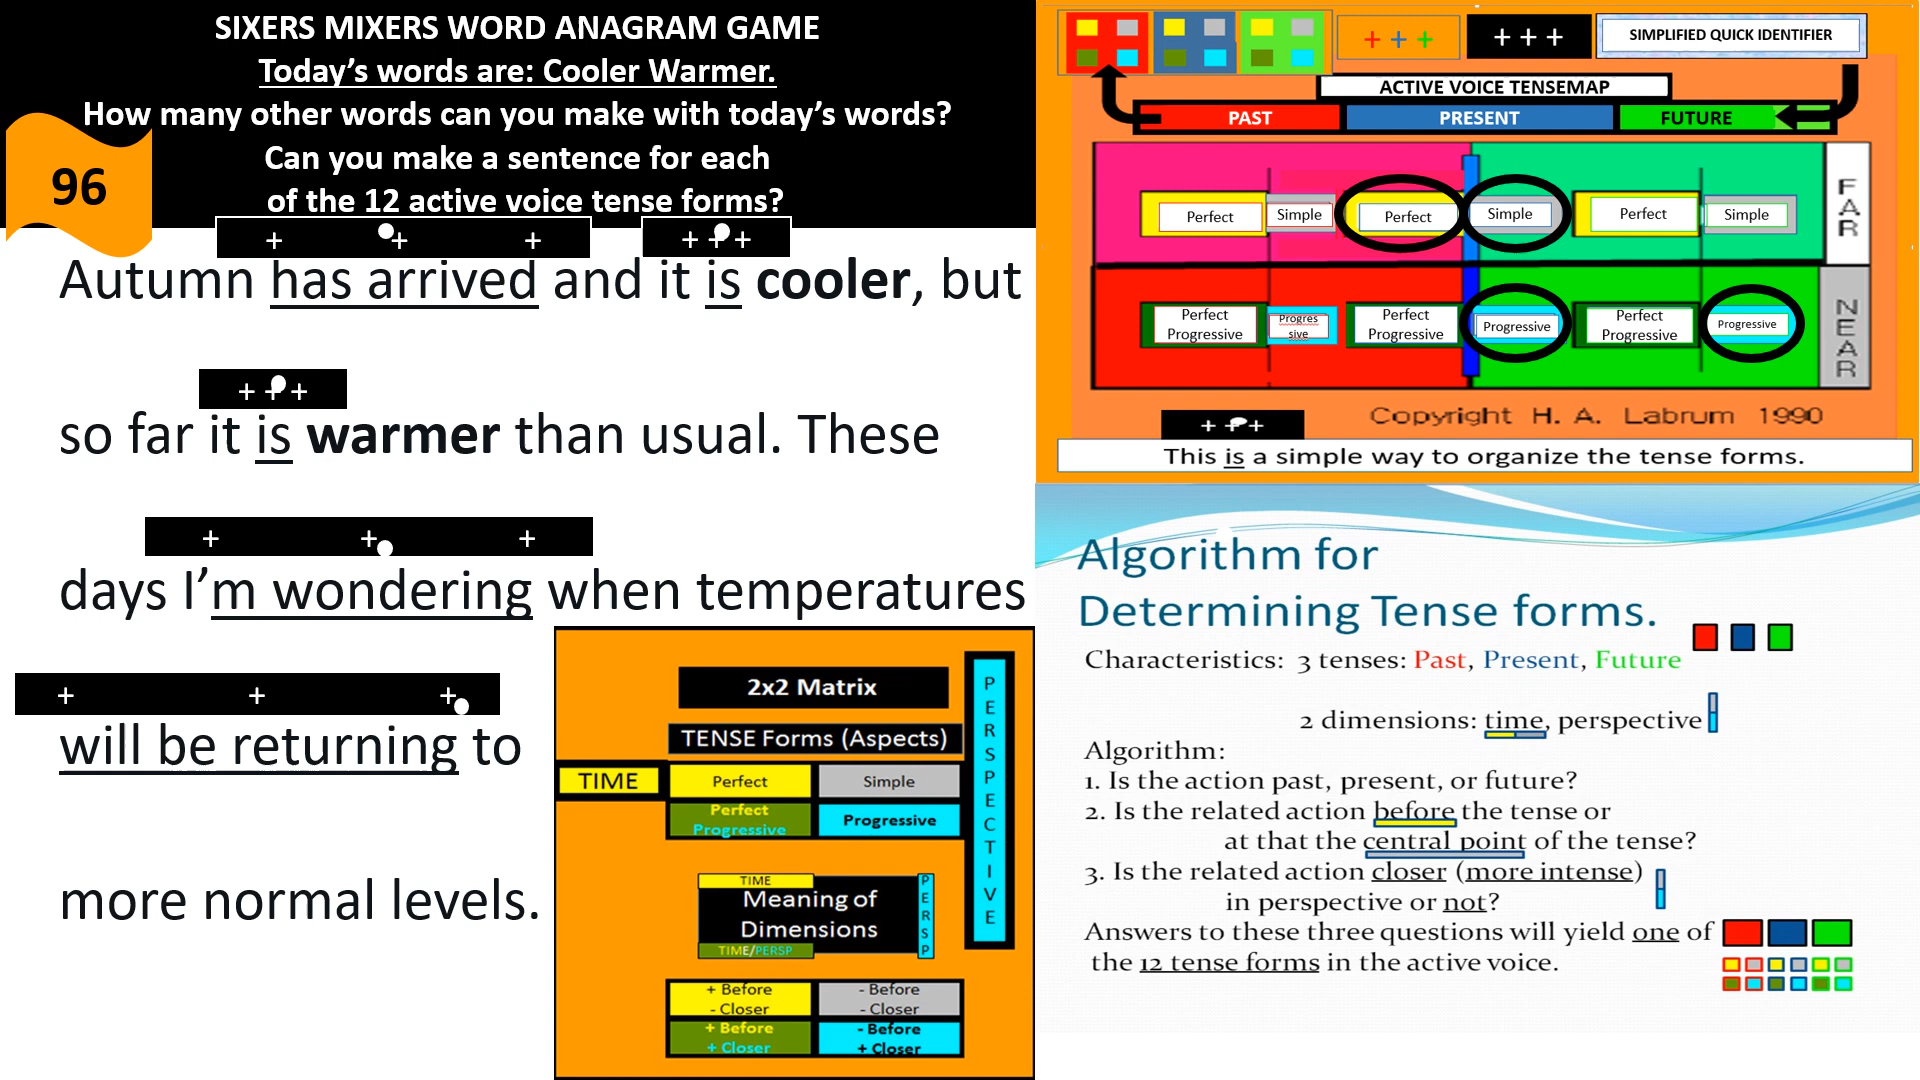 SIXERS MIXERS WORD ANAGRAM GAME
Today's words are: Cooler Warmer.
How many other words can you make with today's words?
Can you make a sentence for each
of the 12 active voice tense forms?
96
+ + +
+ + +
Autumn has arrived and it is cooler, but
+ + +
so far it is warmer than usual. These
+ + +
days I'm wondering when temperatures
+ + +
will be returning to
more normal levels.
2x2 Matrix
TENSE Forms (Aspects)
TIME
Perfect
Simple
Perfect
Progressive
Progressive
PERSPECTIVE
TIME
Meaning of
Dimensions
TIME/PERSP
PERSP
+ Before
- Closer
- Before
- Closer
+ Before
+ Closer
- Before
+ Closer
+ + +
+ + +
SIMPLIFIED QUICK IDENTIFIER
ACTIVE VOICE TENSEMAP
PAST
PRESENT
FUTURE
Perfect
Simple
Perfect
Simple
Perfect
Simple
FAR
Perfect
Progressive
Progres
sive
Perfect
Progressive
Progressive
Perfect
Progressive
Progressive
NEAR
Copyright H. A. Labrum 1990
+ + +
This is a simple way to organize the tense forms.
Algorithm for
Determining Tense forms.
Characteristics: 3 tenses: Past, Present, Future
2 dimensions: time, perspective
Algorithm:
1. Is the action past, present, or future?
2. Is the related action before the tense or
at that the central point of the tense?
3. Is the related action closer (more intense)
in perspective or not?
Answers to these three questions will yield one of
the 12 tense forms in the active voice.